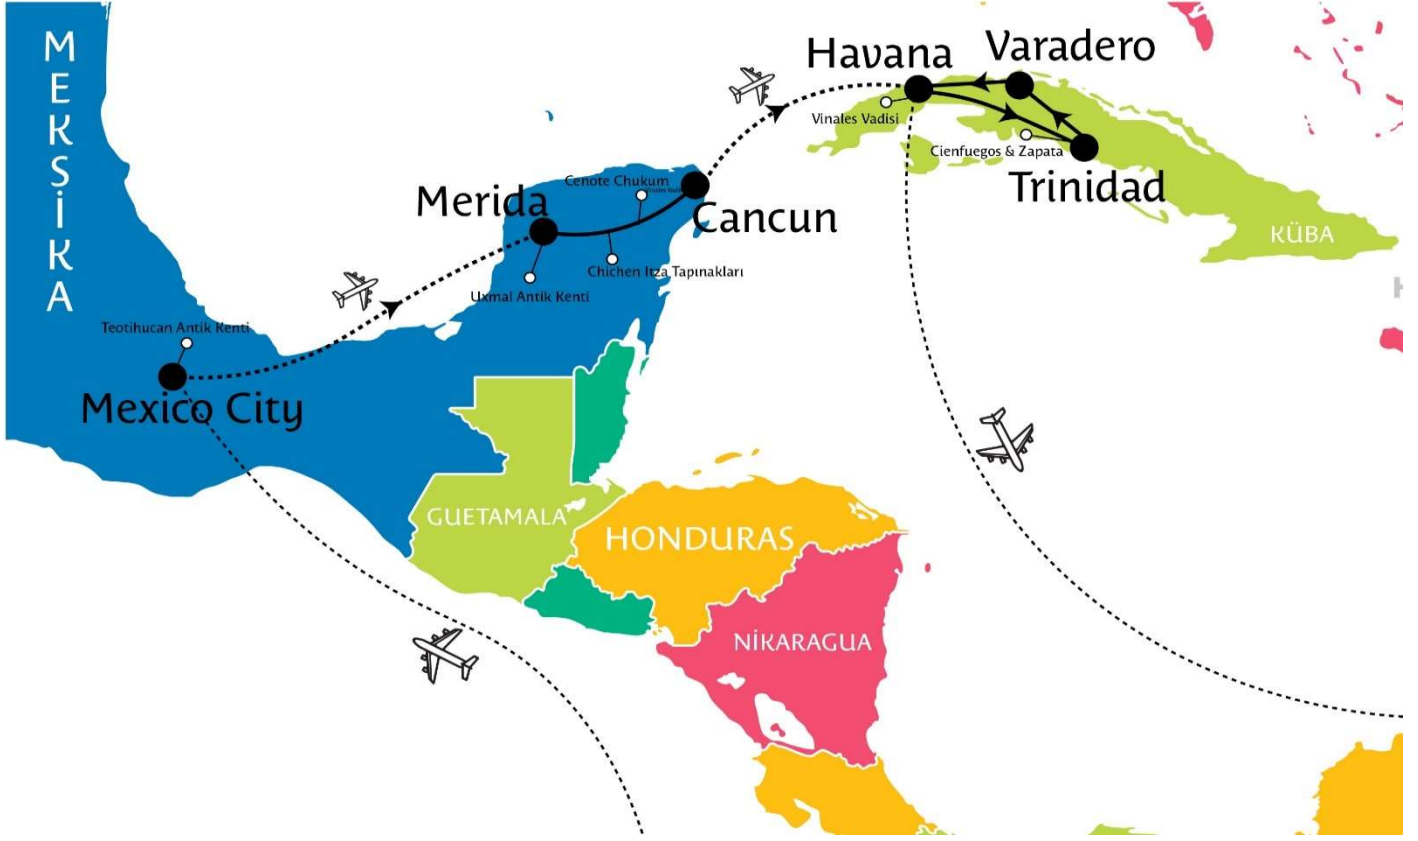 MEKSİKA
Havana
Varadero
Vinales Vadisi
Cienfuegos & Zapata
Trinidad
KÜBA
Cenote Chukum
Merida
Cancun
Chichen Itza Tapınakları
Uxmal Antik Kenti
Teotihucan Antik Kenti
Mexico City
GUETAMALA
HONDURAS
NİKARAGUA